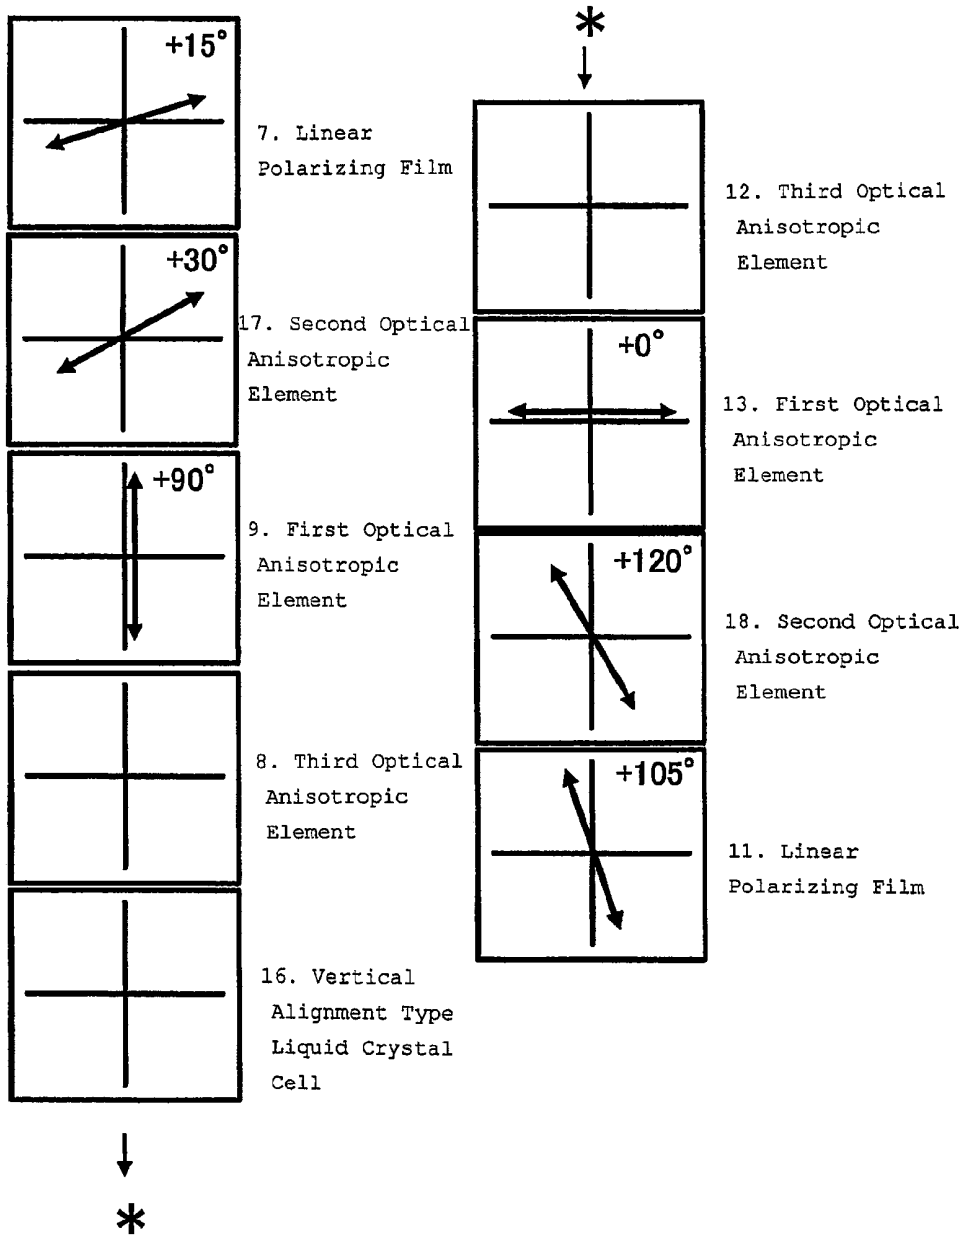 +15°
7. Linear
Polarizing Film
+30°
17. Second Optical
Anisotropic
Element
+90°
9. First Optical
Anisotropic
Element
8. Third Optical
Anisotropic
Element
16. Vertical
Alignment Type
Liquid Crystal
Cell
*
*
12. Third Optical
Anisotropic
Element
+0°
13. First Optical
Anisotropic
Element
+120°
18. Second Optical
Anisotropic
Element
+105°
11. Linear
Polarizing Film